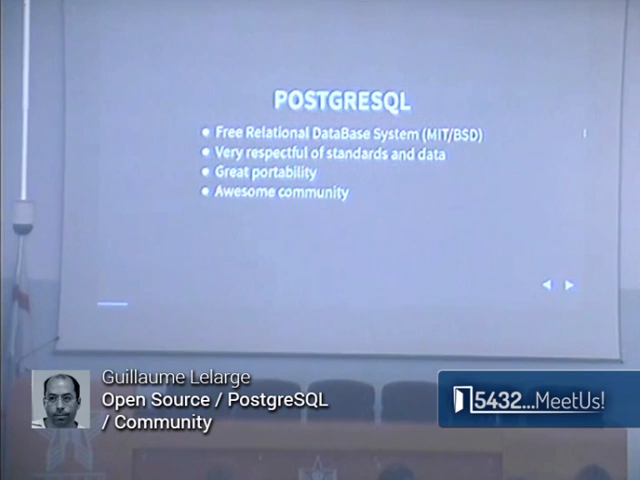 POSTGRESQL
• Free Relational DataBase System (MIT/BSD)
• Very respectful of standards and data
• Great portability
• Awesome community
Guillaume Lelarge
Open Source / PostgreSQL
/ Community
5432...MeetUs!